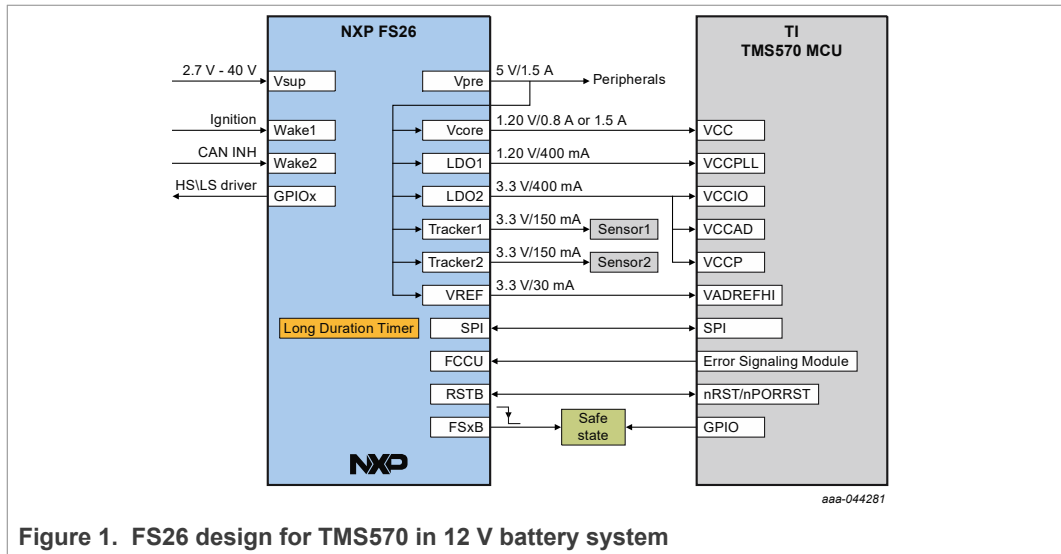 NXP FS26
TI
TMS570 MCU
2.7 V - 40 V
Vsup
Vpre
5 V/1.5 A
Peripherals
Ignition
Wake1
Vcore
1.20 V/0.8 A or 1.5 A
VCC
CAN INH
Wake2
LDO1
1.20 V/400 mA
VCCPLL
HS\LS driver
GPIOx
LDO2
3.3 V/400 mA
VCCIO
Tracker1
3.3 V/150 mA
Sensor1
VCCAD
Tracker2
3.3 V/150 mA
Sensor2
VCCP
VREF
3.3 V/30 mA
VADREFHI
Long Duration Timer
SPI
SPI
FCCU
Error Signaling Module
RSTB
nRST/nPORRST
FSxB
Safe
state
GPIO
NXP
aaa-044281
Figure 1. FS26 design for TMS570 in 12 V battery system